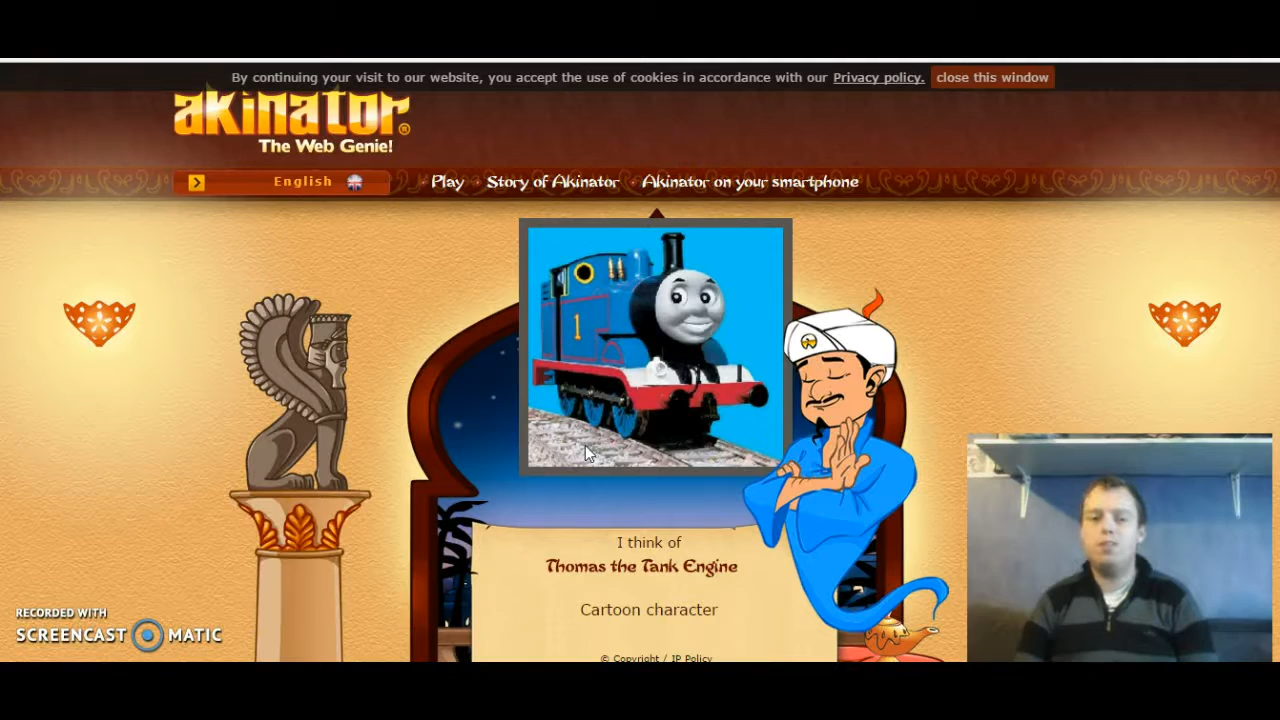 By continuing your visit to our website, you accept the use of cookies in accordance with our Privacy policy. close this window
akinator®
The Web Genie!
English
Play
Story of Akinator
Akinator on your smartphone
1
I think of
Thomas the Tank Engine
Cartoon character
© Copyright / IP Policy
RECORDED WITH
SCREENCAST MATIC